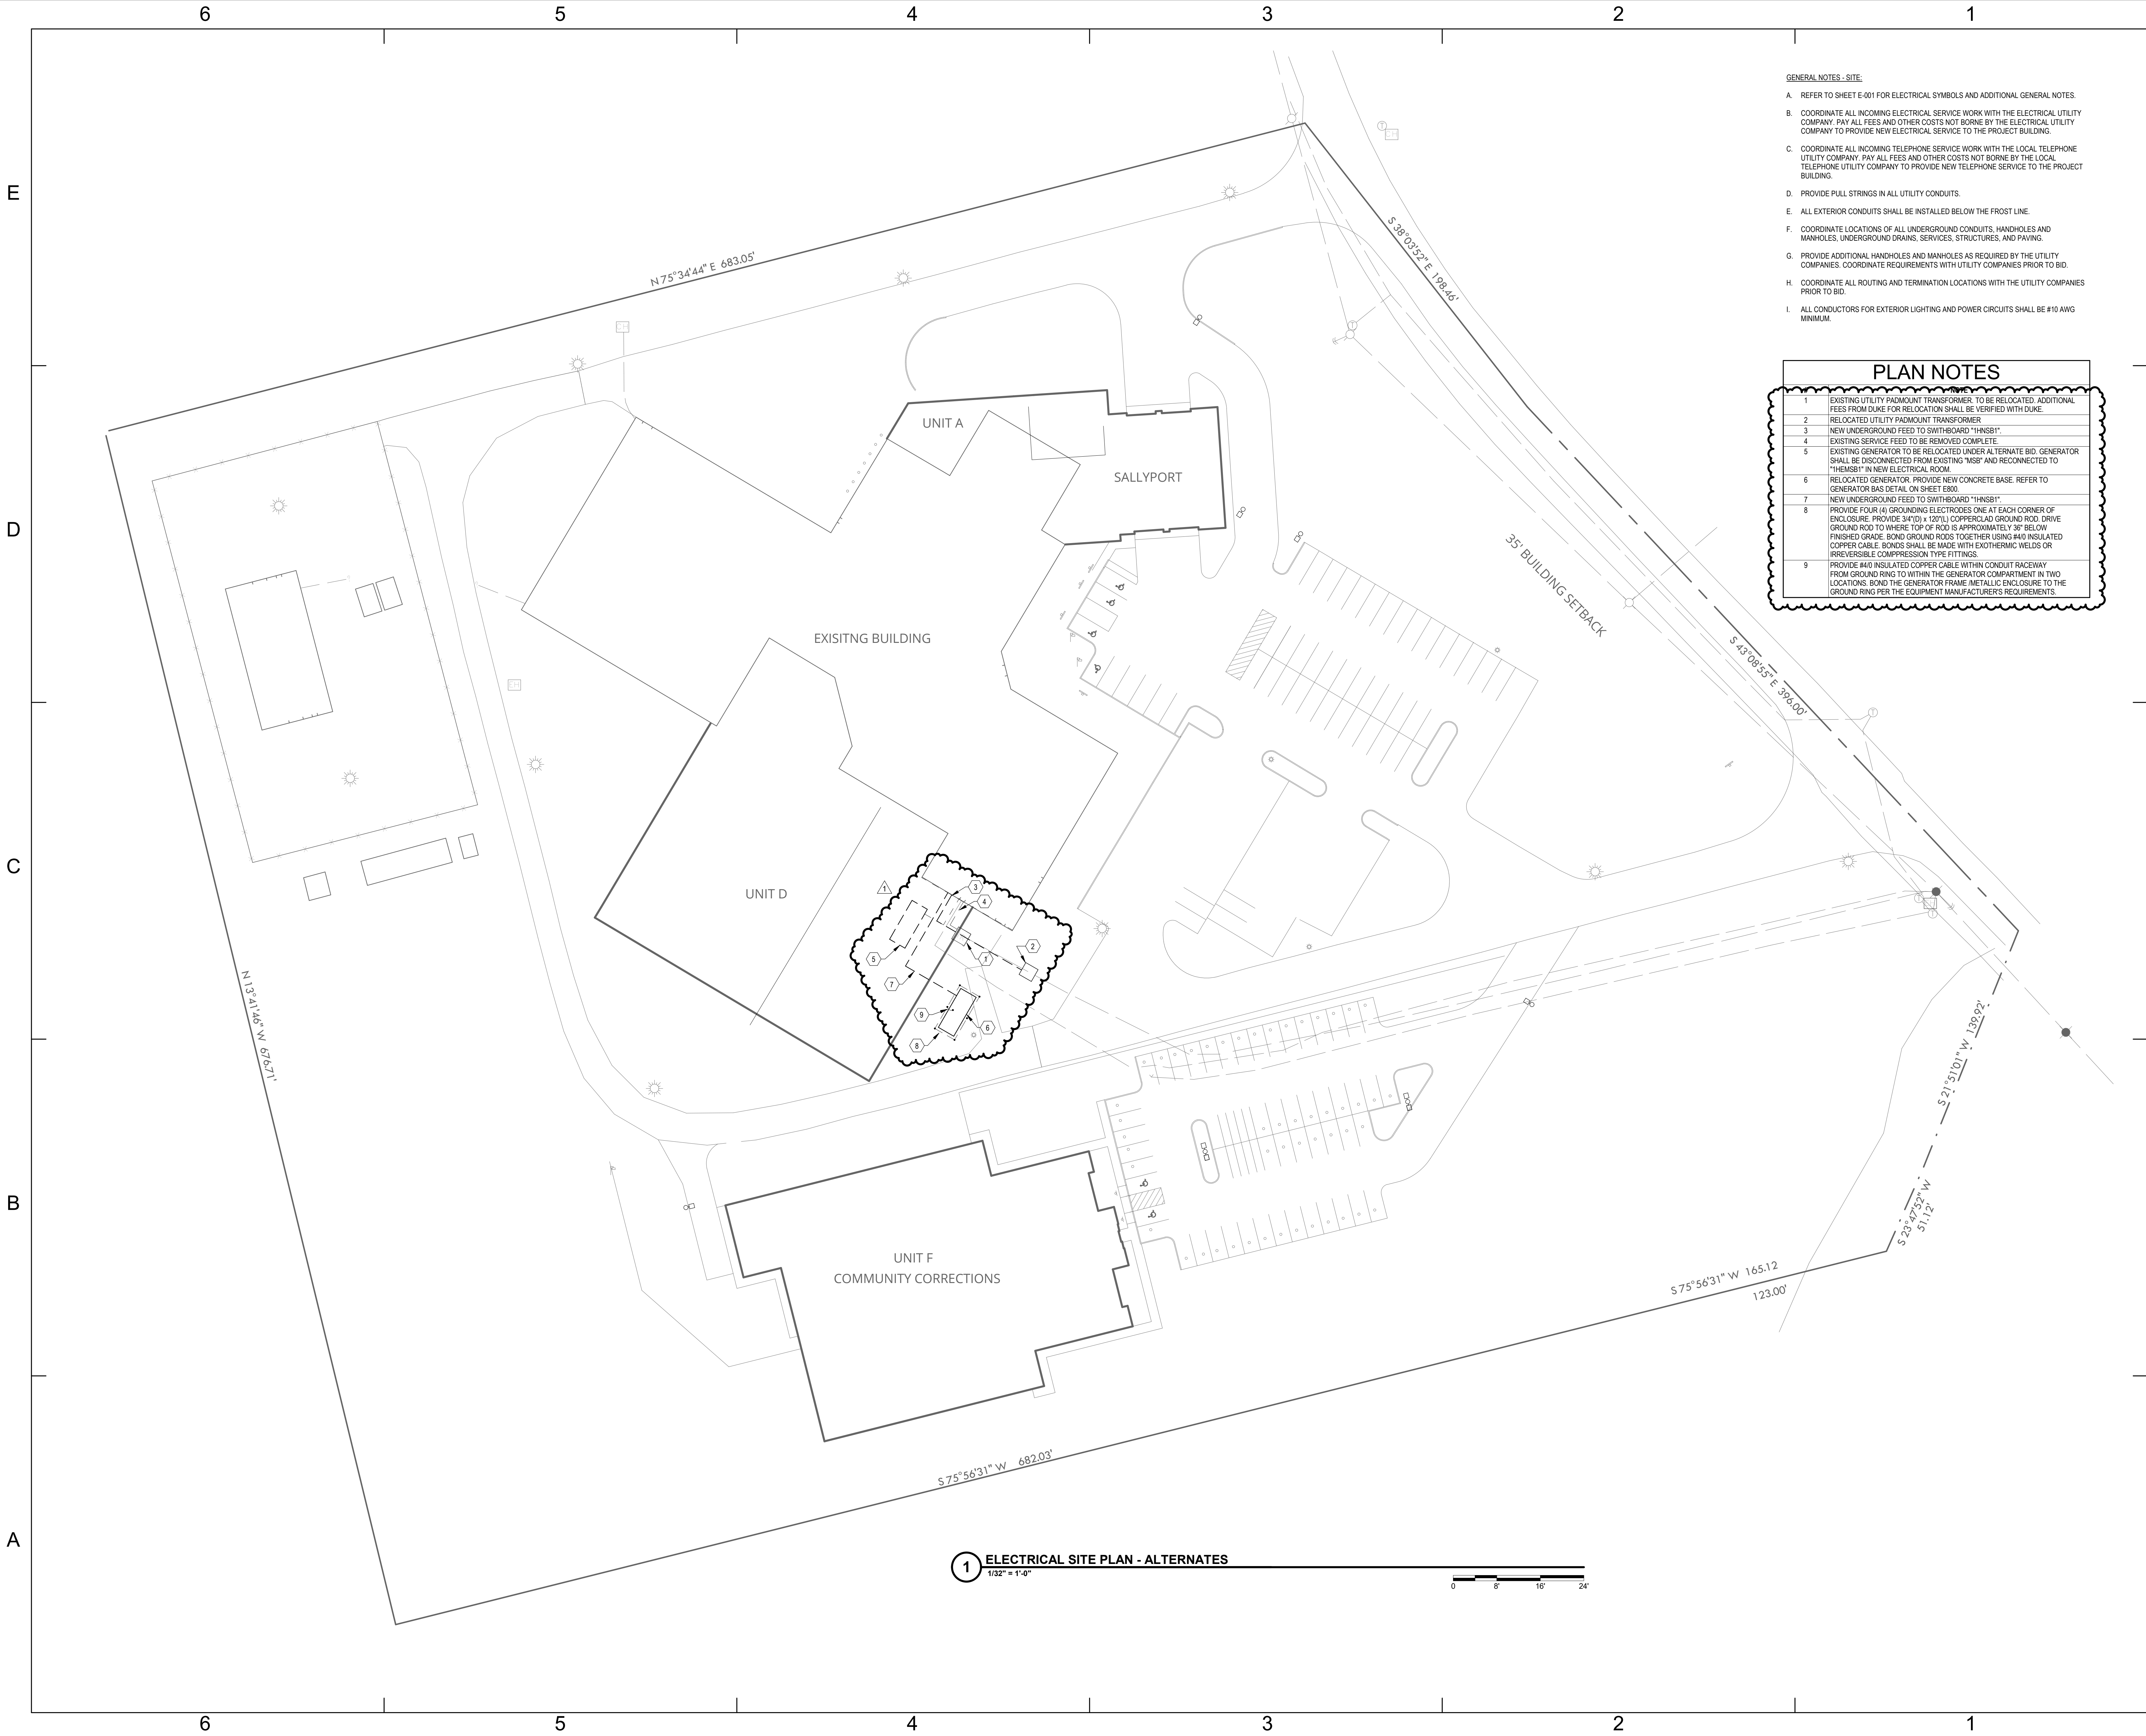 6 5 4 3 2 1
GENERAL NOTES - SITE:
A. REFER TO SHEET E-001 FOR ELECTRICAL SYMBOLS AND ADDITIONAL GENERAL NOTES.
B. COORDINATE ALL INCOMING ELECTRICAL SERVICE WORK WITH THE ELECTRICAL UTILITY
COMPANY. PAY ALL FEES AND OTHER COSTS NOT BORNE BY THE ELECTRICAL UTILITY
COMPANY TO PROVIDE NEW ELECTRICAL SERVICE TO THE PROJECT BUILDING.
C. COORDINATE ALL INCOMING TELEPHONE SERVICE WORK WITH THE LOCAL TELEPHONE
UTILITY COMPANY. PAY ALL FEES AND OTHER COSTS NOT BORNE BY THE LOCAL
TELEPHONE UTILITY COMPANY TO PROVIDE NEW TELEPHONE SERVICE TO THE PROJECT
BUILDING.
D. PROVIDE PULL STRINGS IN ALL UTILITY CONDUITS.
E. ALL EXTERIOR CONDUITS SHALL BE INSTALLED BELOW THE FROST LINE.
F. COORDINATE LOCATIONS OF ALL UNDERGROUND CONDUITS, HANDHOLES AND
MANHOLES, UNDERGROUND DRAINS, SERVICES, STRUCTURES, AND PAVING.
G. PROVIDE ADDITIONAL HANDHOLES AND MANHOLES AS REQUIRED BY THE UTILITY
COMPANIES. COORDINATE REQUIREMENTS WITH UTILITY COMPANIES PRIOR TO BID.
H. COORDINATE ALL ROUTING AND TERMINATION LOCATIONS WITH THE UTILITY COMPANIES
PRIOR TO BID.
I. ALL CONDUCTORS FOR EXTERIOR LIGHTING AND POWER CIRCUITS SHALL BE #10 AWG
MINIMUM.
PLAN NOTES
NOTE
1 EXISTING UTILITY PADMOUNT TRANSFORMER. TO BE RELOCATED. ADDITIONAL
FEES FROM DUKE FOR RELOCATION SHALL BE VERIFIED WITH DUKE.
2 RELOCATED UTILITY PADMOUNT TRANSFORMER
3 NEW UNDERGROUND FEED TO SWITHBOARD "1HNSB1".
4 EXISTING SERVICE FEED TO BE REMOVED COMPLETE.
5 EXISTING GENERATOR TO BE RELOCATED UNDER ALTERNATE BID. GENERATOR
SHALL BE DISCONNECTED FROM EXISTING "MSB" AND RECONNECTED TO
"1HEMSB1" IN NEW ELECTRICAL ROOM.
6 RELOCATED GENERATOR. PROVIDE NEW CONCRETE BASE. REFER TO
GENERATOR BAS DETAIL ON SHEET E800.
7 NEW UNDERGROUND FEED TO SWITHBOARD "1HNSB1".
8 PROVIDE FOUR (4) GROUNDING ELECTRODES ONE AT EACH CORNER OF
ENCLOSURE. PROVIDE 3/4"(D) x 120"(L) COPPERCLAD GROUND ROD. DRIVE
GROUND ROD TO WHERE TOP OF ROD IS APPROXIMATELY 36" BELOW
FINISHED GRADE. BOND GROUND RODS TOGETHER USING #4/0 INSULATED
COPPER CABLE. BONDS SHALL BE MADE WITH EXOTHERMIC WELDS OR
IRREVERSIBLE COMPPRESSION TYPE FITTINGS.
9 PROVIDE #4/0 INSULATED COPPER CABLE WITHIN CONDUIT RACEWAY
FROM GROUND RING TO WITHIN THE GENERATOR COMPARTMENT IN TWO
LOCATIONS. BOND THE GENERATOR FRAME /METALLIC ENCLOSURE TO THE
GROUND RING PER THE EQUIPMENT MANUFACTURER'S REQUIREMENTS.
E
D
C
B
A
N 75°34'44" E 683.05'
S 38°03'52" E 198.46'
35' BUILDING SETBACK
S 43°08'55" E 396.00'
UNIT A
SALLYPORT
EXISITNG BUILDING
UNIT D
1
3
4
2
5
1
7
9
6
8
N 13°41'46" W 676.71'
S 21°51'01" W 139.92'
S 23°47'52" W
51.12'
UNIT F
COMMUNITY CORRECTIONS
S 75°56'31" W 165.12
123.00'
S 75°56'31" W 682.03'
1 ELECTRICAL SITE PLAN - ALTERNATES
1/32" = 1'-0"
0 8' 16' 24'
6 5 4 3 2 1